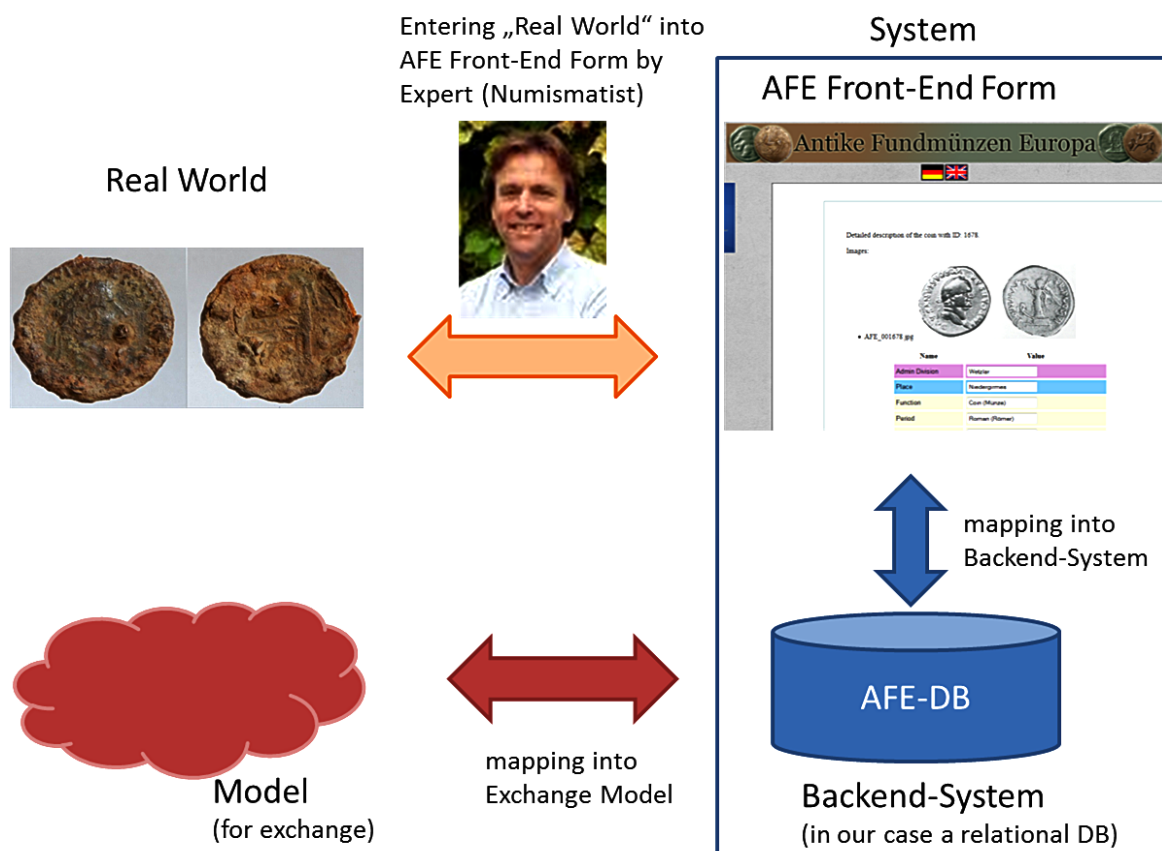 Entering „Real World“ into
AFE Front-End Form by
Expert (Numismatist)
System
AFE Front-End Form
Real World
Antike Fundmünzen Europa
Detailed description of the coin with ID: 1678
Images:
• AFE_001678.jpg
Name Value
Admin Division Wetzlar
Place Niedergirmes
Function Coin (Münze)
Period Roman (Römer)
mapping into
Backend-System
AFE-DB
mapping into
Exchange Model
Model
(for exchange)
Backend-System
(in our case a relational DB)